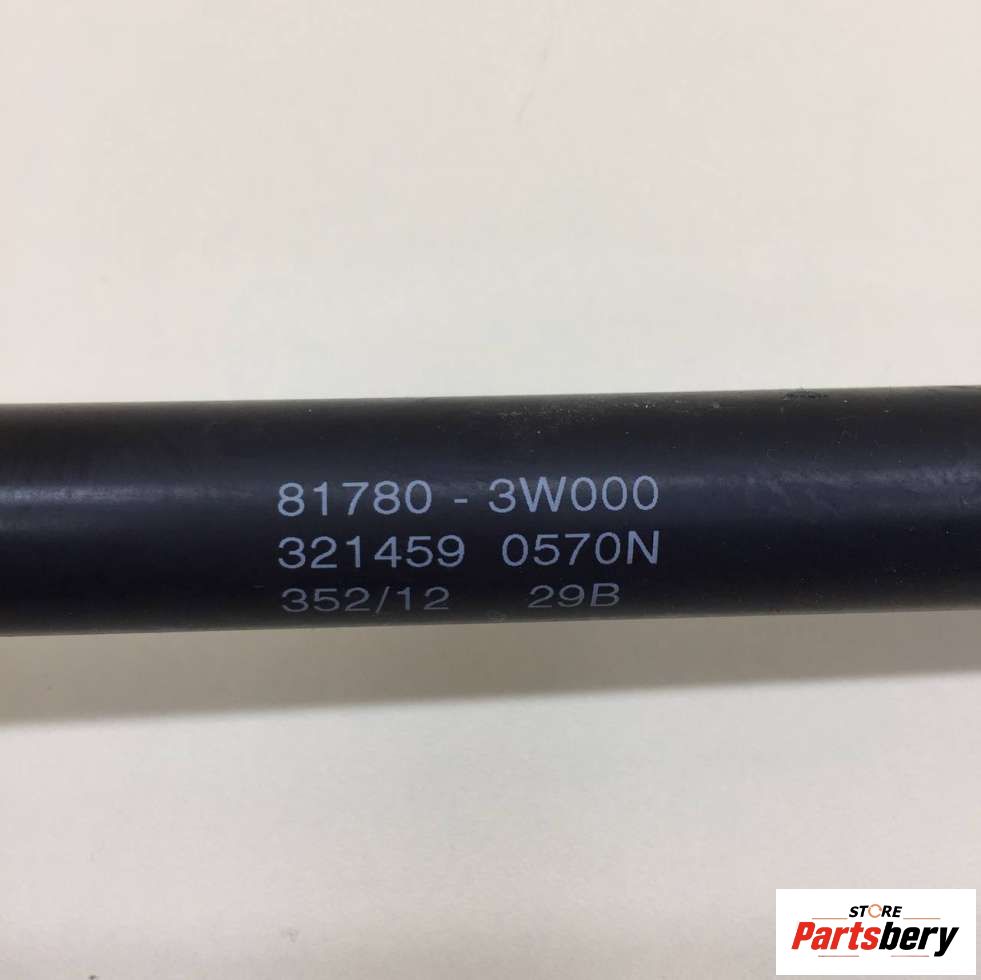 81780 - 3W000
321459 0570N
352/12 29B
STORE
Partsbery